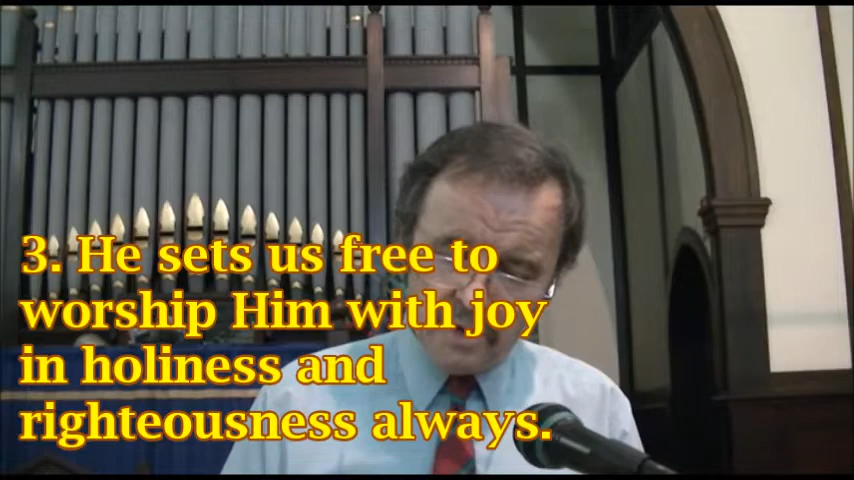 3. He sets us free to
worship Him with joy
in holiness and
righteousness always.